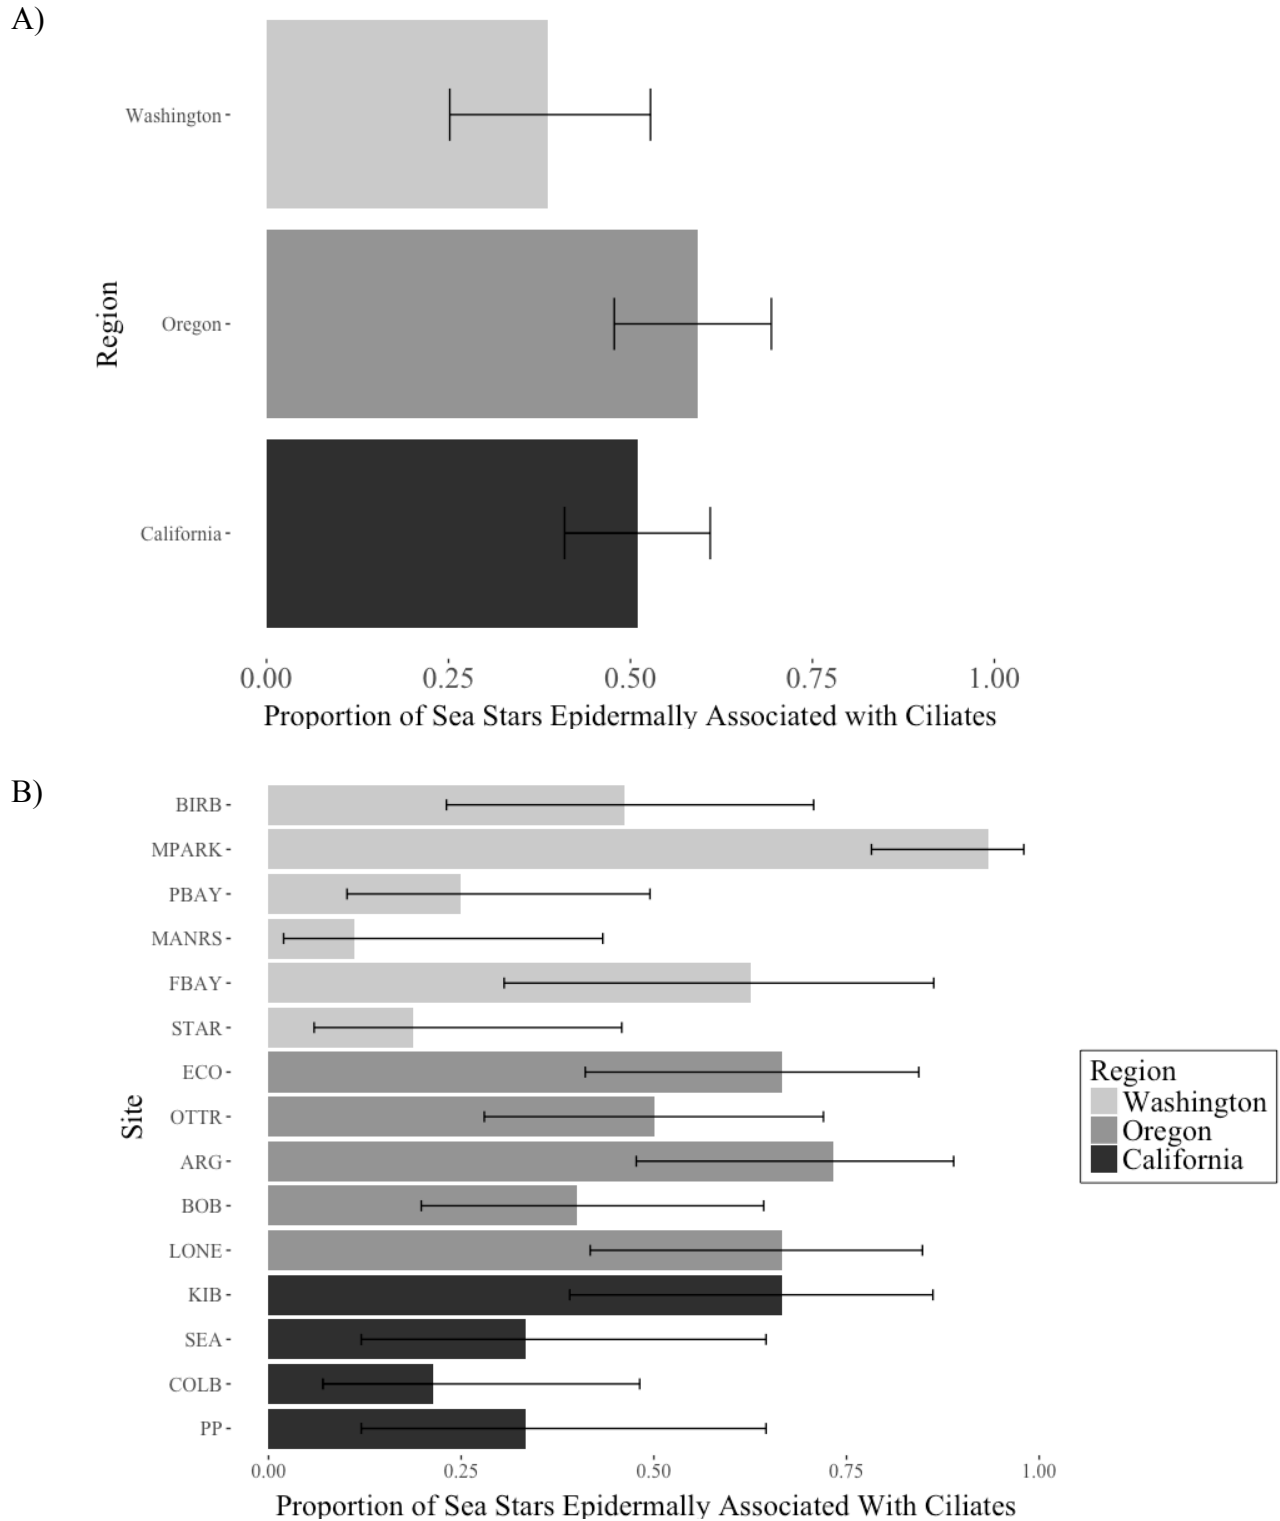 A)
Washington
Oregon
California
Region
0.00 0.25 0.50 0.75 1.00
Proportion of Sea Stars Epidermally Associated with Ciliates
B)
BIRB
MPARK
PBAY
MANRS
FBAY
STAR
ECO
OTTR
ARG
BOB
LONE
KIB
SEA
COLB
PP
Site
0.00 0.25 0.50 0.75 1.00
Proportion of Sea Stars Epidermally Associated With Ciliates
Region
Washington
Oregon
California